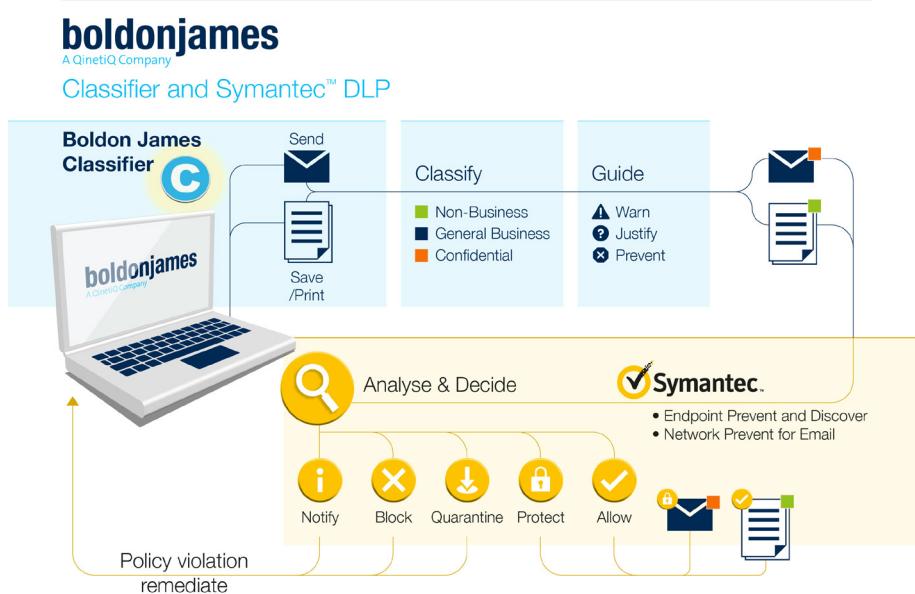 boldonjames
A QinetiQ Company
Classifier and Symantec™ DLP
Boldon James
Classifier
C
Send
Save
/Print
Classify
Non-Business
General Business
Confidential
Guide
Warn
Justify
Prevent
boldonjames
A QinetiQ Company
Analyse & Decide
Symantec™
• Endpoint Prevent and Discover
• Network Prevent for Email
Notify
Block
Quarantine
Protect
Allow
Policy violation
remediate